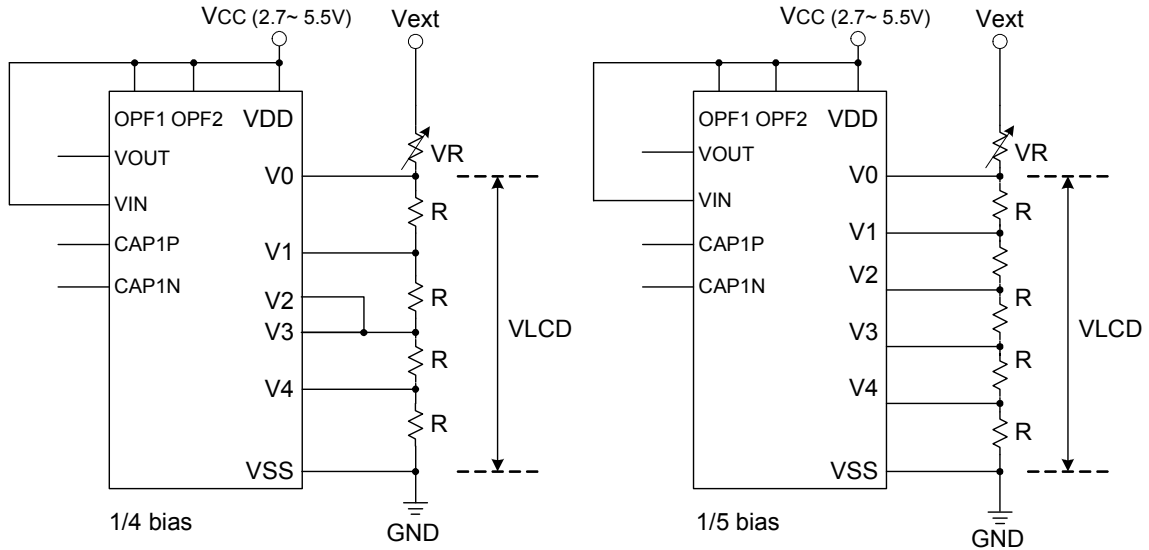 VCC (2.7~ 5.5V)
Vext
OPF1 OPF2 VDD
VOUT
VR
V0
VIN
R
V1
CAP1P
CAP1N
V2
R
V3
VLCD
R
V4
R
VSS
1/4 bias
GND
VCC (2.7~ 5.5V)
Vext
OPF1 OPF2 VDD
VOUT
VR
V0
VIN
R
V1
CAP1P
R
V2
CAP1N
R
V3
VLCD
R
V4
R
VSS
1/5 bias
GND